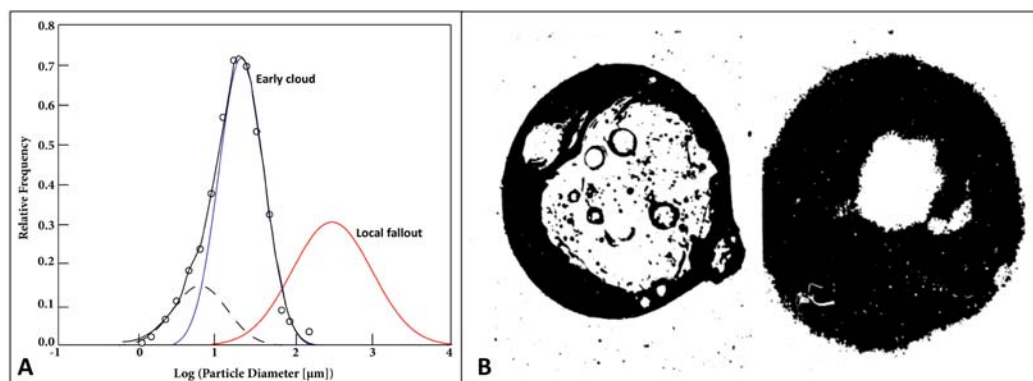 0.8
0.7
0.6
0.5
0.4
0.3
0.2
0.1
0.0
Relative Frequency
Early cloud
Local fallout
-1
0
1
2
3
4
Log (Particle Diameter [μm])
A
B